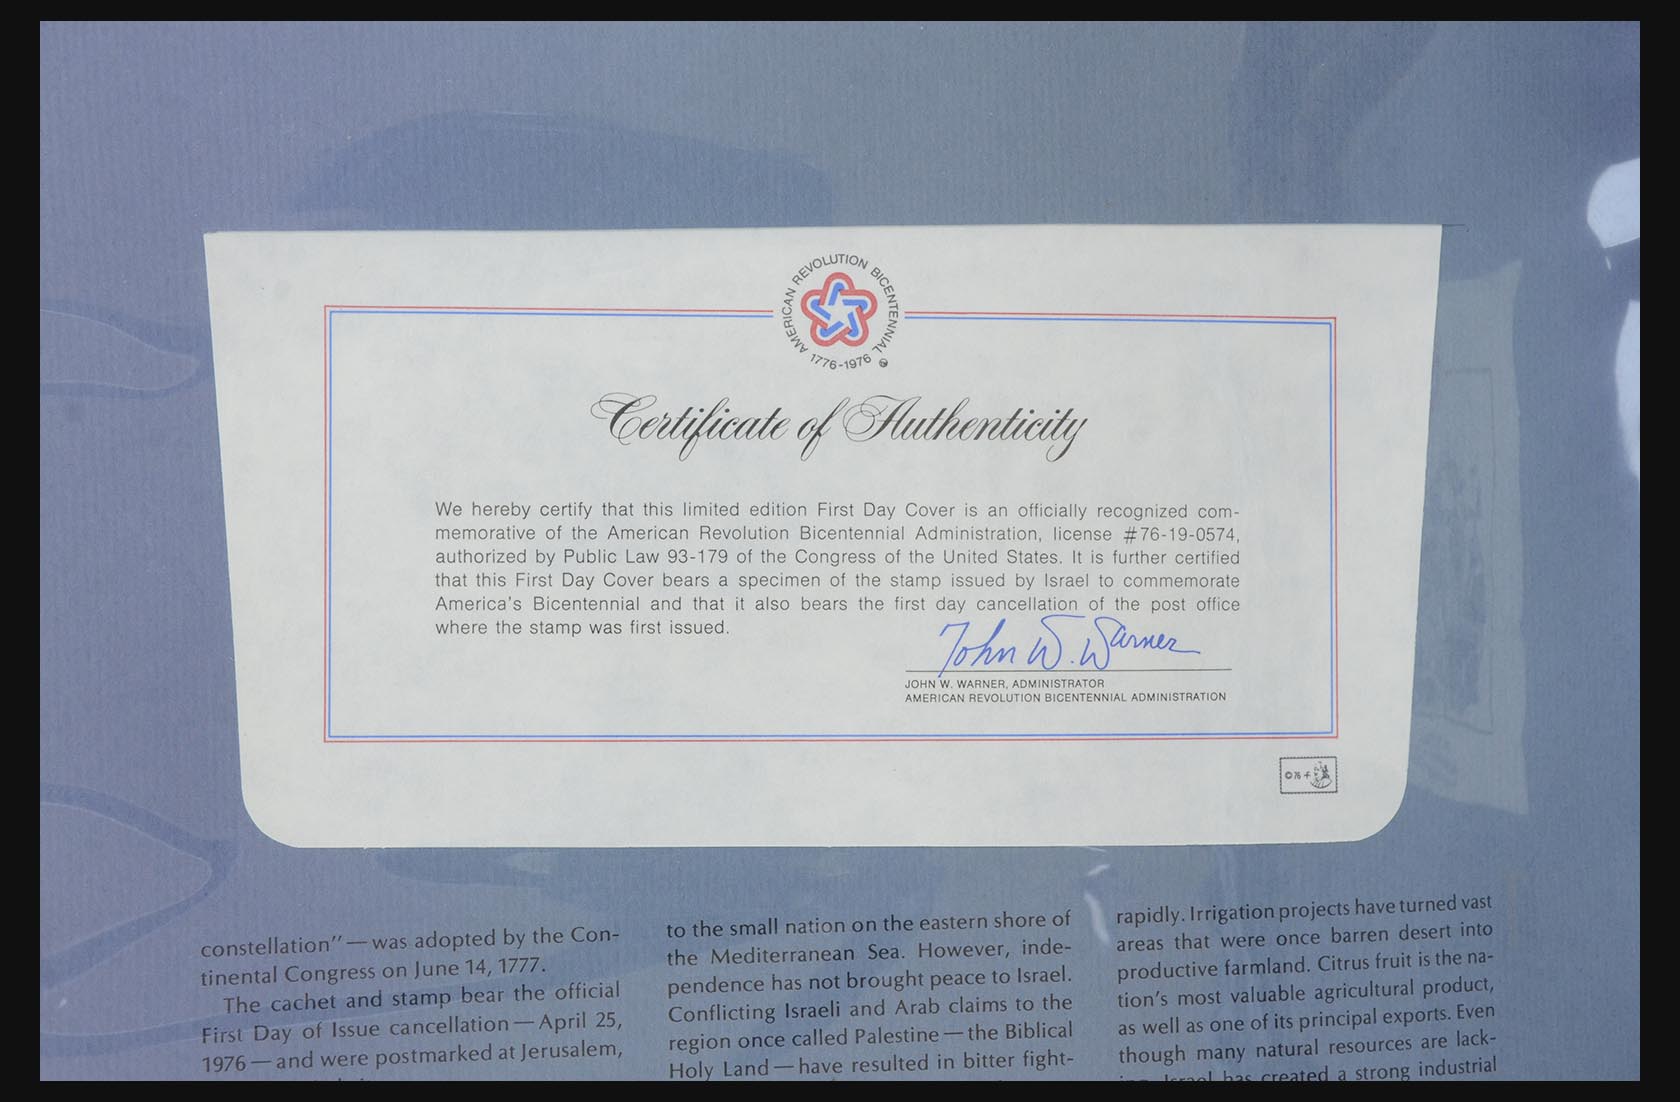 AMERICAN REVOLUTION BICENTENNIAL
1776-1976
Certificate of Authenticity
We hereby certify that this limited edition First Day Cover is an officially recognized com-
memorative of the American Revolution Bicentennial Administration, license #76-19-0574,
authorized by Public Law 93-179 of the Congress of the United States. It is further certified
that this First Day Cover bears a specimen of the stamp issued by Israel to commemorate
America's Bicentennial and that it also bears the first day cancellation of the post office
where the stamp was first issued.
John W. Warner
JOHN W. WARNER, ADMINISTRATOR
AMERICAN REVOLUTION BICENTENNIAL ADMINISTRATION
©76
constellation"—was adopted by the Con-
tinental Congress on June 14, 1777.
The cachet and stamp bear the official
First Day of Issue cancellation—April 25,
1976—and were postmarked at Jerusalem,
to the small nation on the eastern shore of
the Mediterranean Sea. However, inde-
pendence has not brought peace to Israel.
Conflicting Israeli and Arab claims to the
region once called Palestine—the Biblical
Holy Land—have resulted in bitter fight-
rapidly. Irrigation projects have turned vast
areas that were once barren desert into
productive farmland. Citrus fruit is the na-
tion's most valuable agricultural product,
as well as one of its principal exports. Even
though many natural resources are lack-
Israel has created a strong industrial